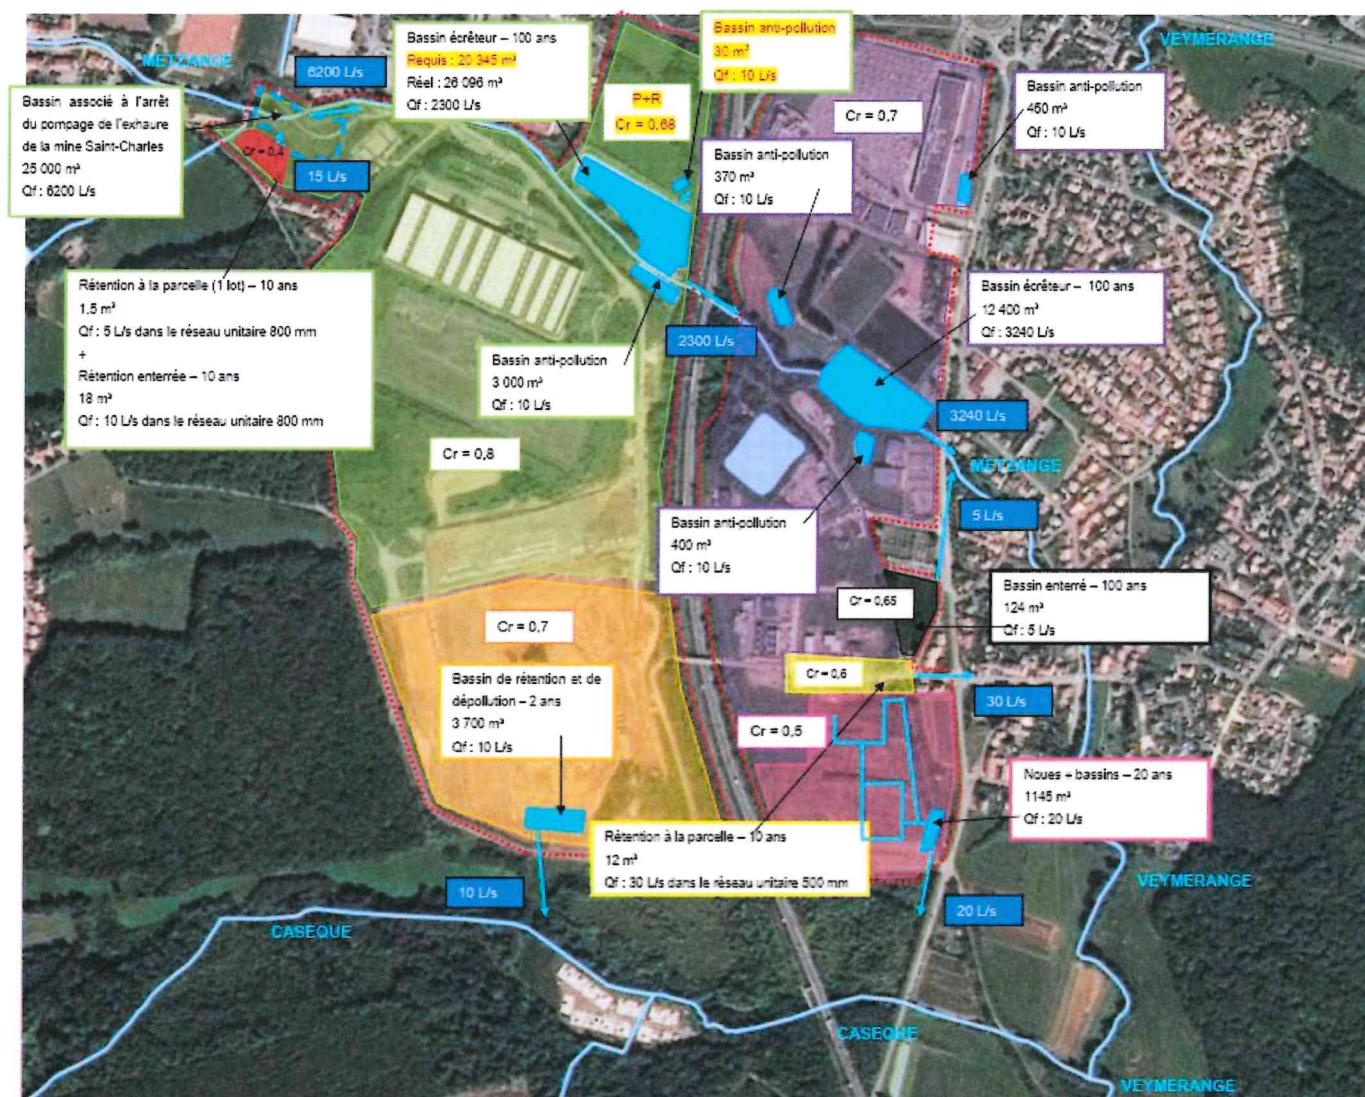 METZANGE
6200 L/s
Bassin écrêteur – 100 ans
Requis : 20 345 m³
Réel : 26 096 m³
Qf : 2300 L/s
Bassin anti-pollution
30 m³
Qf : 10 L/s
VEYMERANGE
Bassin associé à l'arrêt
du pompage de l'exhaure
de la mine Saint-Charles
25 000 m³
Qf : 6200 L/s
P+R
Cr = 0,68
Cr = 0,7
Bassin anti-pollution
450 m³
Qf : 10 L/s
Cr = 0,4
15 L/s
Bassin anti-pollution
370 m³
Qf : 10 L/s
Rétention à la parcelle (1 lot) – 10 ans
1.5 m³
Qf : 5 L/s dans le réseau unitaire 800 mm
+
Rétention enterrée – 10 ans
18 m³
Qf : 10 L/s dans le réseau unitaire 800 mm
Bassin écrêteur – 100 ans
12 400 m³
Qf : 3240 L/s
2300 L/s
Bassin anti-pollution
3 000 m³
Qf : 10 L/s
3240 L/s
Cr = 0,8
METZANGE
5 L/s
Bassin anti-pollution
400 m³
Qf : 10 L/s
Bassin enterré – 100 ans
124 m³
Qf : 5 L/s
Cr = 0,65
Cr = 0,7
Cr = 0,6
Bassin de rétention et de
dépollution – 2 ans
3 700 m³
Qf : 10 L/s
30 L/s
Cr = 0,5
Noues + bassins – 20 ans
1145 m³
Qf : 20 L/s
Rétention à la parcelle – 10 ans
12 m³
Qf : 30 L/s dans le réseau unitaire 500 mm
10 L/s
20 L/s
VEYMERANGE
CASEQUE
CASEQUE
VEYMERANGE